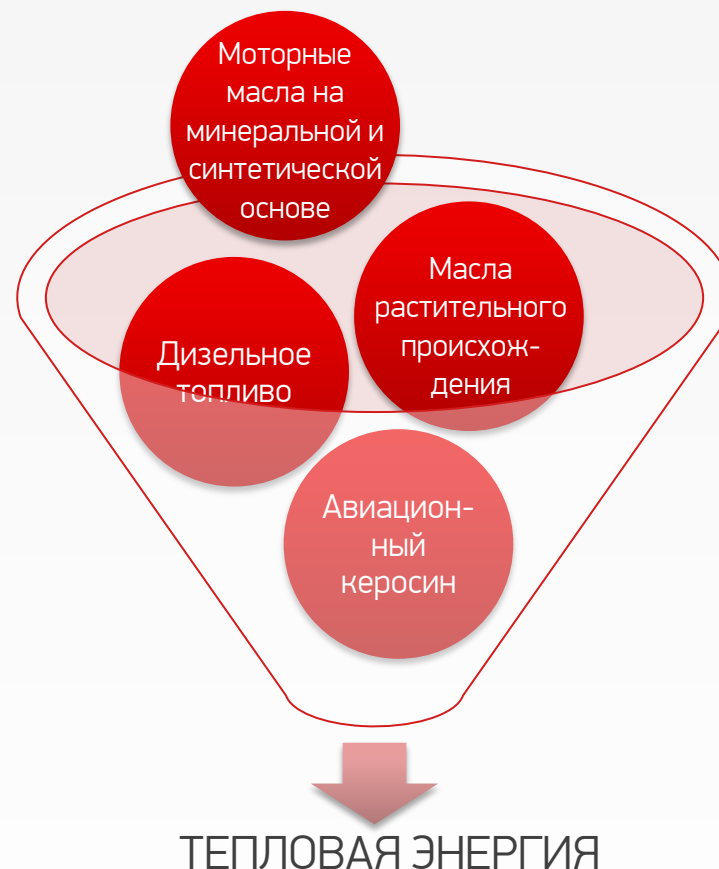 Моторные
масла на
минеральной и
синтетической
основе
Масла
растительного
происхож-
дения
Дизельное
топливо
Авиацион-
ный
керосин
ТЕПЛОВАЯ ЭНЕРГИЯ